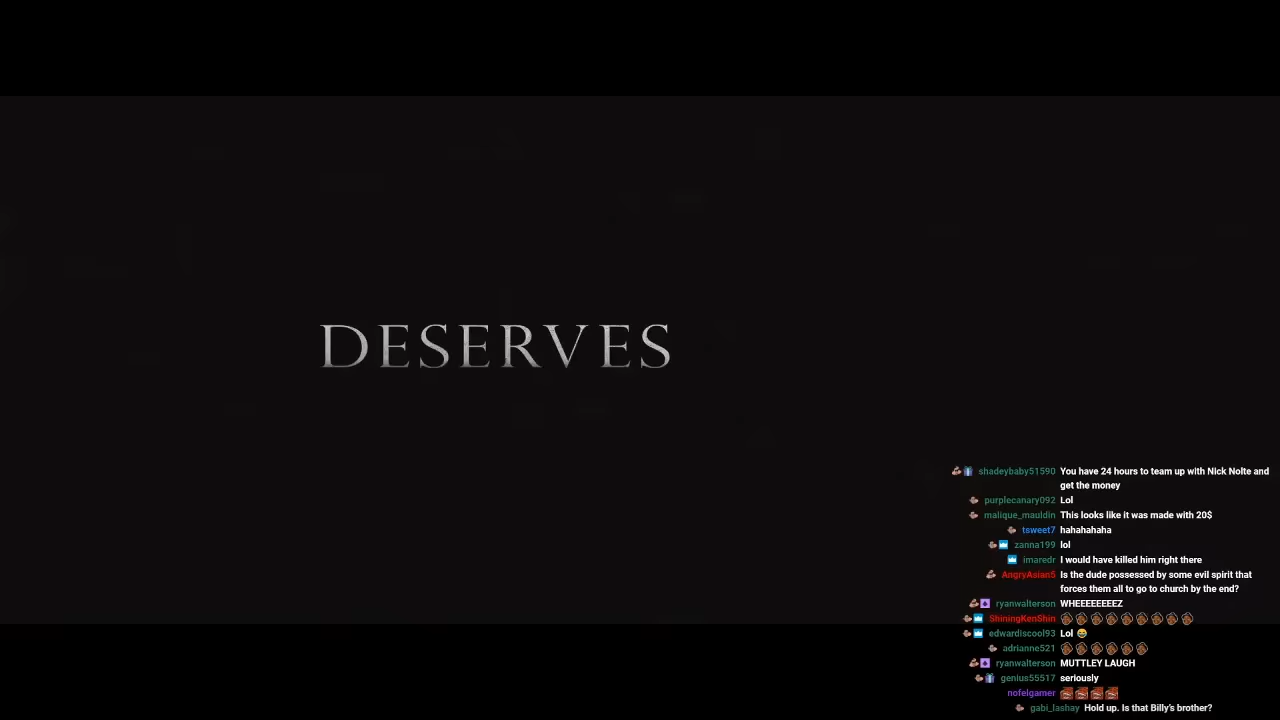 DESERVES
shadeybaby51590 You have 24 hours to team up with Nick Nolte and
get the money
purplecanary092 Lol
malique_mauldin This looks like it was made with 20$
tsweet7 hahahahaha
zanna199 lol
imaredr I would have killed him right there
AngryAsian5 Is the dude possessed by some evil spirit that
forces them all to go to church by the end?
ryanwalterson WHEEEEEEEEZ
ShiningKenShin
edwardiscool93 Lol 😂
adrianne521
ryanwalterson MUTTLEY LAUGH
genius55517 seriously
nofelgamer
gabi_lashay Hold up. Is that Billy's brother?